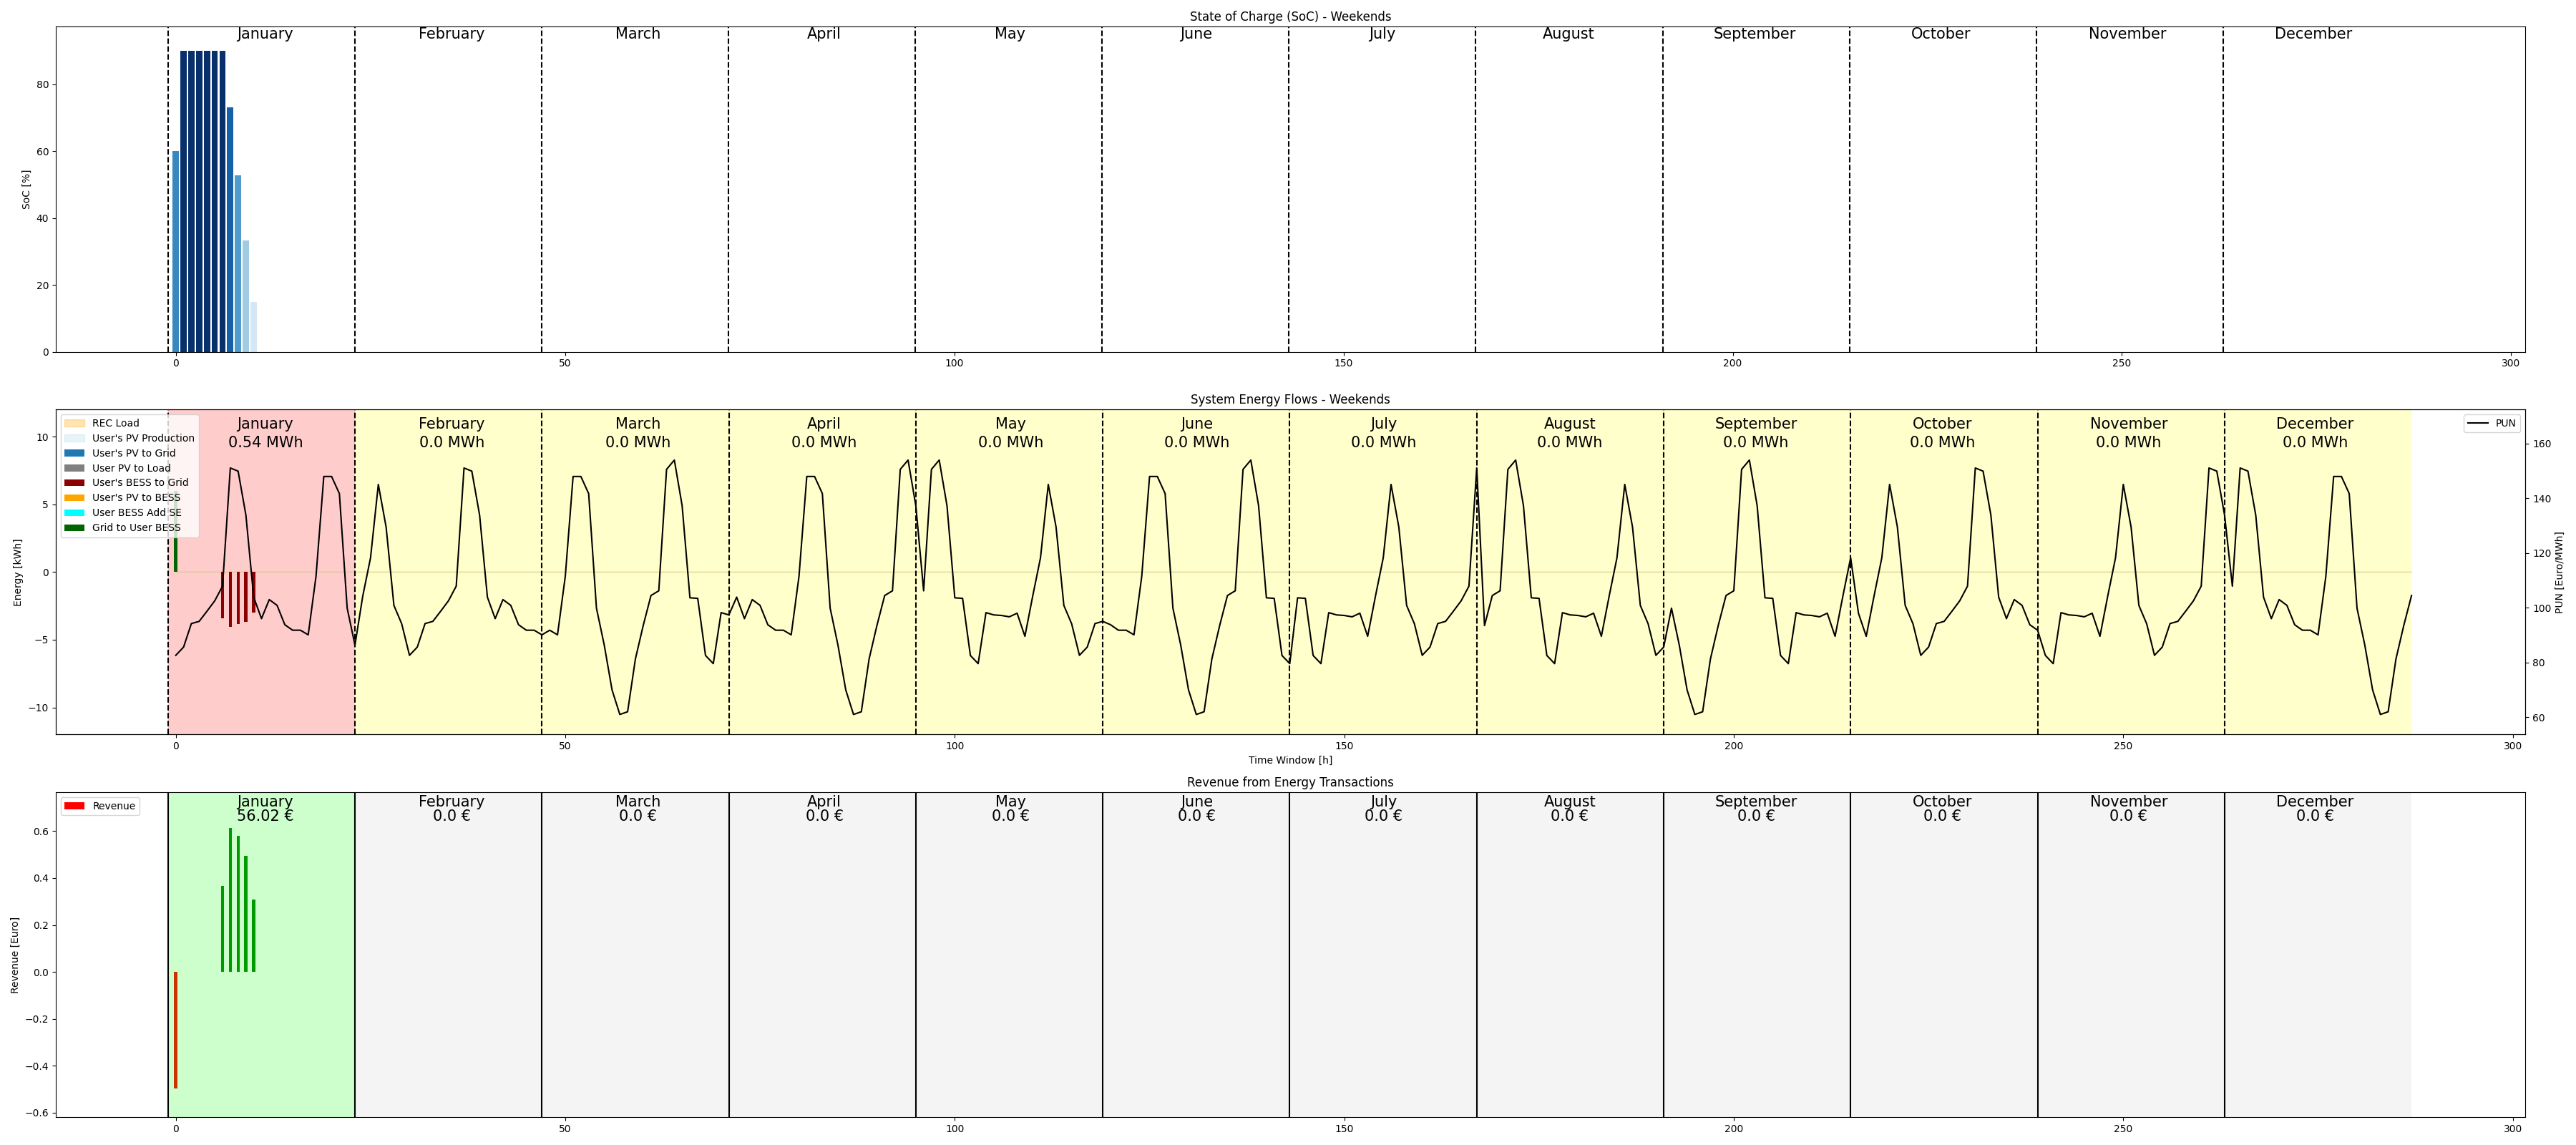 State of Charge (SoC) - Weekends
January February March April May June July August September October November December
SoC [%]
80
60
40
20
0
0 50 100 150 200 250 300
System Energy Flows - Weekends
REC Load
User's PV Production
User's PV to Grid
User PV to Load
User's BESS to Grid
User's PV to BESS
User BESS Add SE
Grid to User BESS
January February March April May June July August September October November December
0.54 MWh 0.0 MWh 0.0 MWh 0.0 MWh 0.0 MWh 0.0 MWh 0.0 MWh 0.0 MWh 0.0 MWh 0.0 MWh 0.0 MWh 0.0 MWh
PUN
Energy [kWh]
10
5
0
−5
−10
160
140
120
100
80
60
PUN [Euro/MWh]
0 50 100 150 200 250 300
Time Window [h]
Revenue from Energy Transactions
Revenue
January February March April May June July August September October November December
56.02 € 0.0 € 0.0 € 0.0 € 0.0 € 0.0 € 0.0 € 0.0 € 0.0 € 0.0 € 0.0 € 0.0 €
Revenue [Euro]
0.6
0.4
0.2
0.0
−0.2
−0.4
−0.6
0 50 100 150 200 250 300